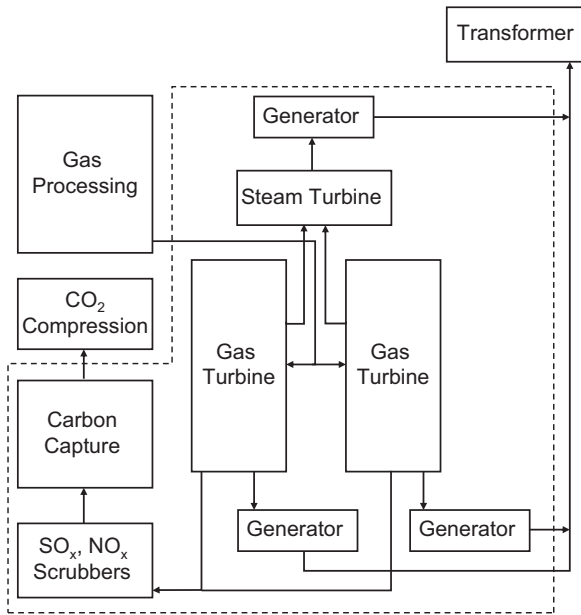 Transformer
Generator
Gas
Processing
Steam Turbine
CO₂
Compression
Gas
Turbine
Gas
Turbine
Carbon
Capture
Generator
Generator
SOₓ, NOₓ
Scrubbers